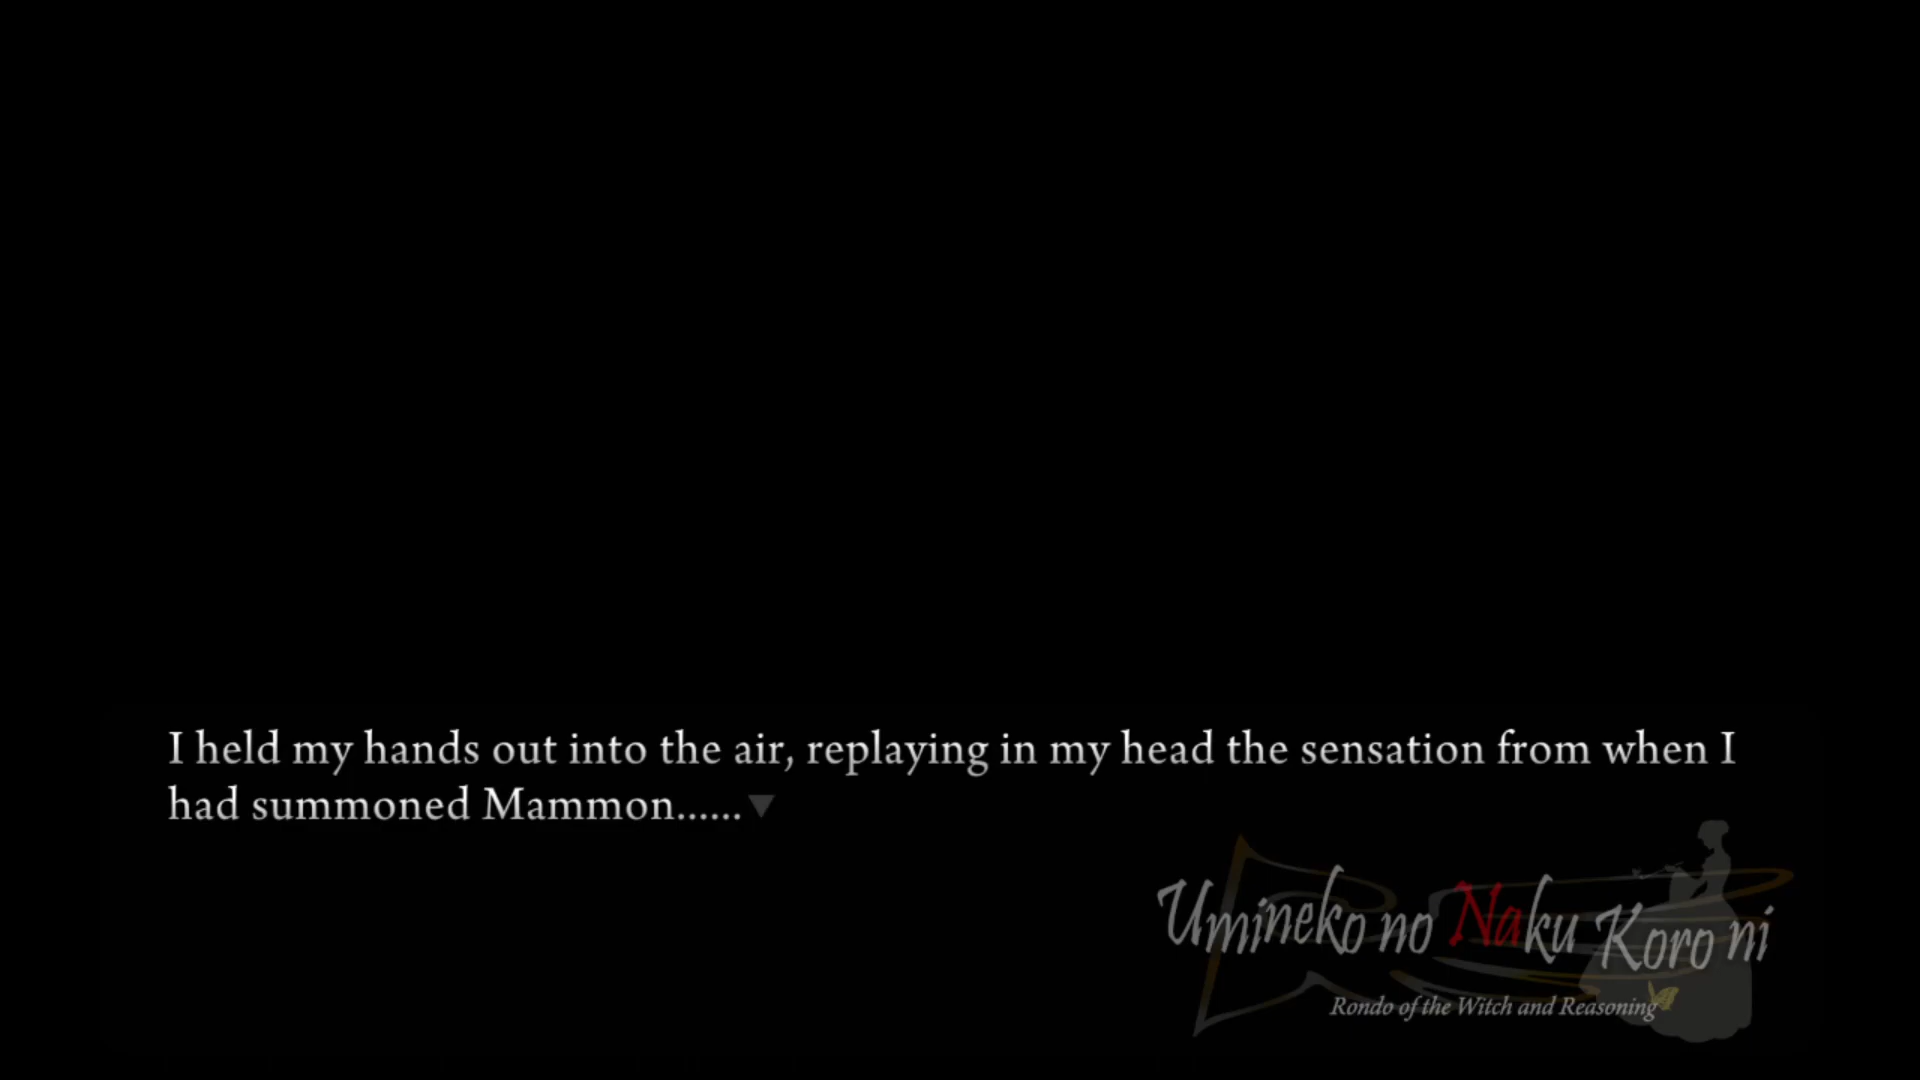 I held my hands out into the air, replaying in my head the sensation from when I
had summoned Mammon......
Umineko no Naku Koro ni
Rondo of the Witch and Reasoning